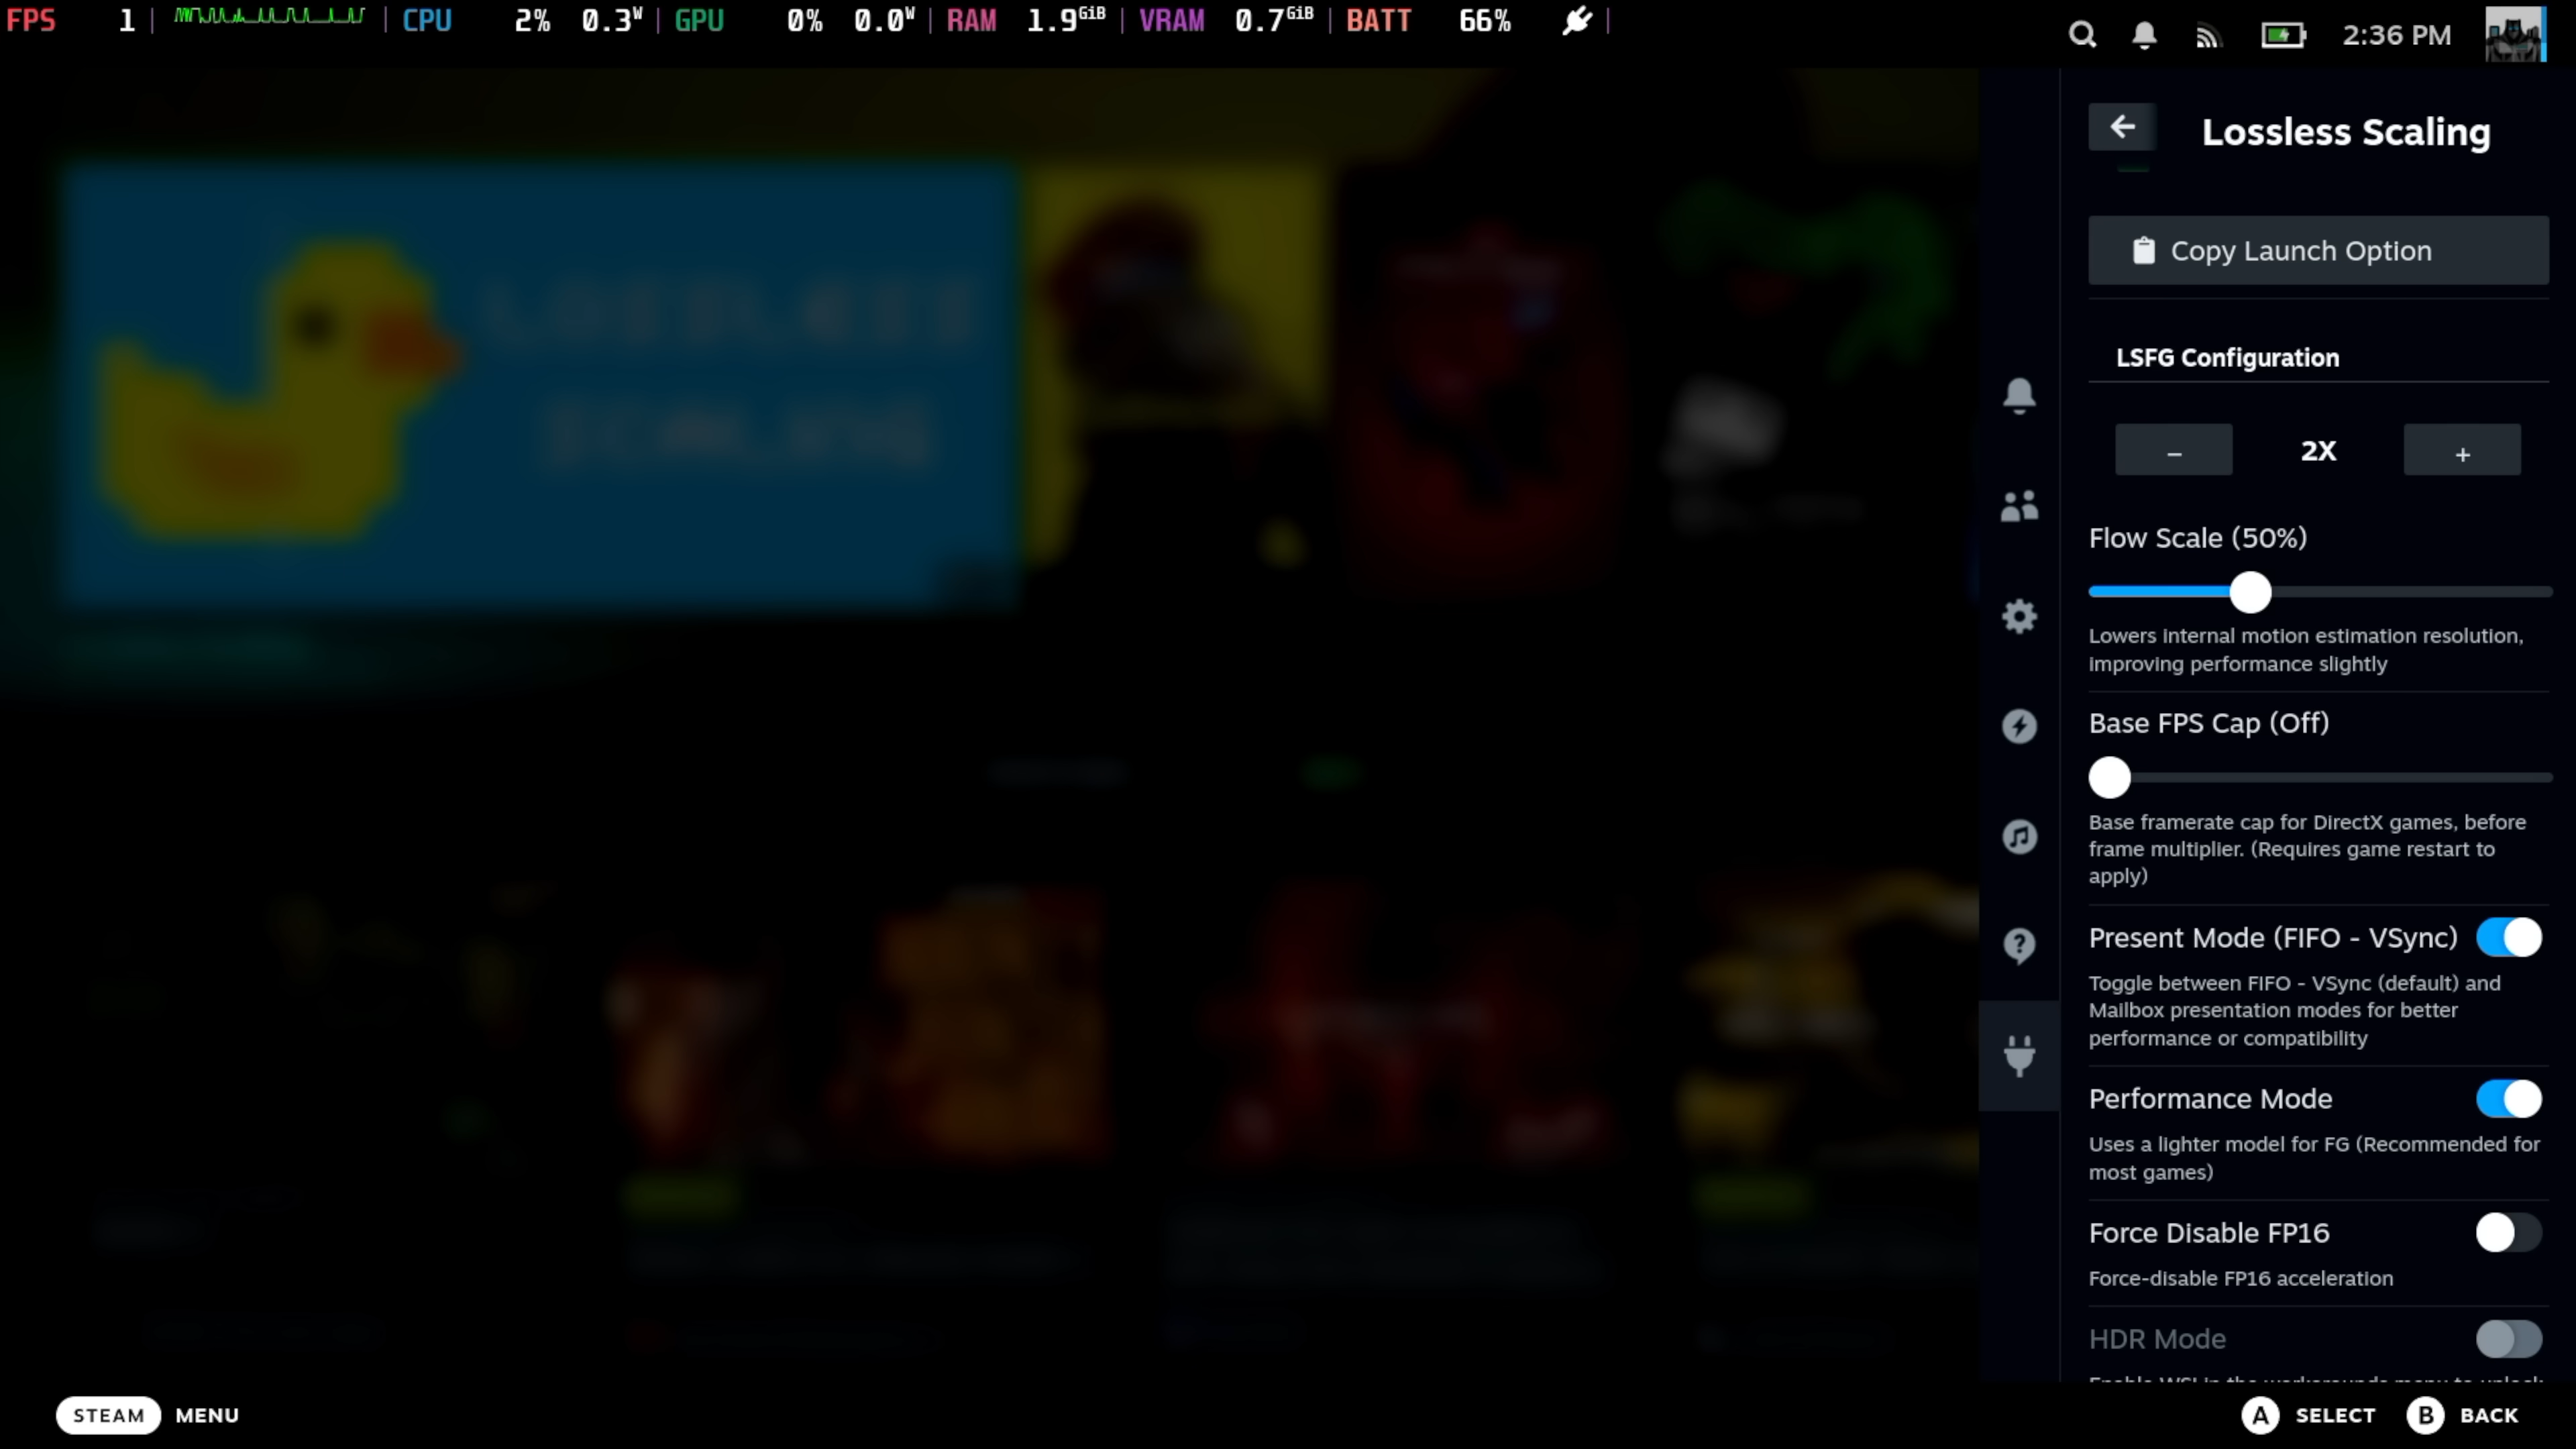 FPS 1 CPU 2% 0.3W GPU 0% 0.0W RAM 1.9GiB VRAM 0.7GiB BATT 66%
2:36 PM
Lossless Scaling
Copy Launch Option
LSFG Configuration
– 2X +
Flow Scale (50%)
Lowers internal motion estimation resolution,
improving performance slightly
Base FPS Cap (Off)
Base framerate cap for DirectX games, before
frame multiplier. (Requires game restart to
apply)
Present Mode (FIFO - VSync)
Toggle between FIFO - VSync (default) and
Mailbox presentation modes for better
performance or compatibility
Performance Mode
Uses a lighter model for FG (Recommended for
most games)
Force Disable FP16
Force-disable FP16 acceleration
HDR Mode
LOSSLESS
SCALING
STEAM MENU
A SELECT B BACK